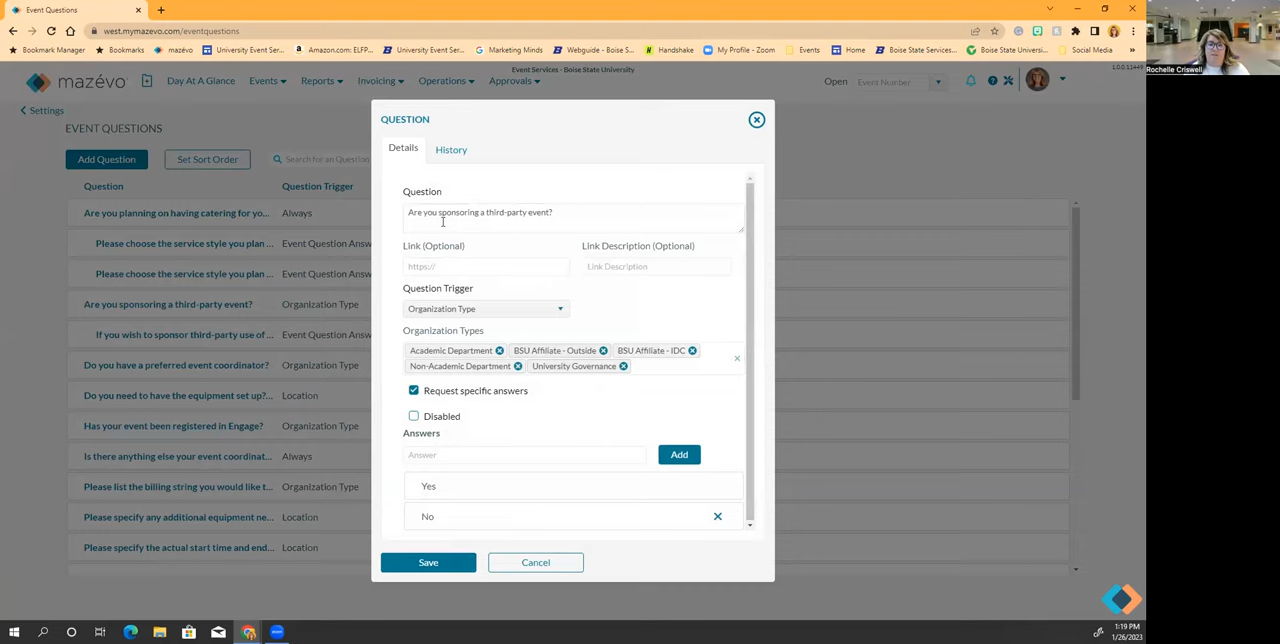 Event Questions
west.mymazevo.com/eventquestions
Bookmark Manager Bookmarks mazévo University Event Ser... Amazon.com: ELFP... University Event Ser... Marketing Minds Webguide - Boise S... Handshake My Profile - Zoom Events Home Boise State Services... Boise State Universi... Social Media »
Rochelle Criswell
Event Services - Boise State University
1.0.0.11449
mazévo Day At A Glance Events Reports Invoicing Operations Approvals Open Event Number
Settings
EVENT QUESTIONS
Add Question Set Sort Order Search for an Question
Question Question Trigger
Are you planning on having catering for yo... Always
Please choose the service style you plan ... Event Question Answ
Please choose the service style you plan ... Event Question Answ
Are you sponsoring a third-party event? Organization Type
If you wish to sponsor third-party use of ... Event Question Answ
Do you have a preferred event coordinator? Organization Type
Do you need to have the equipment set up?... Location
Has your event been registered in Engage? Organization Type
Is there anything else your event coordinat... Always
Please list the billing string you would like t... Organization Type
Please specify any additional equipment ne... Location
Please specify the actual start time and end... Location
QUESTION
Details History
Question
Are you sponsoring a third-party event?
Link (Optional) Link Description (Optional)
https:// Link Description
Question Trigger
Organization Type
Organization Types
Academic Department BSU Affiliate - Outside BSU Affiliate - IDC
Non-Academic Department University Governance
Request specific answers
Disabled
Answers
Answer Add
Yes
No
Save Cancel
1:19 PM
1/26/2023